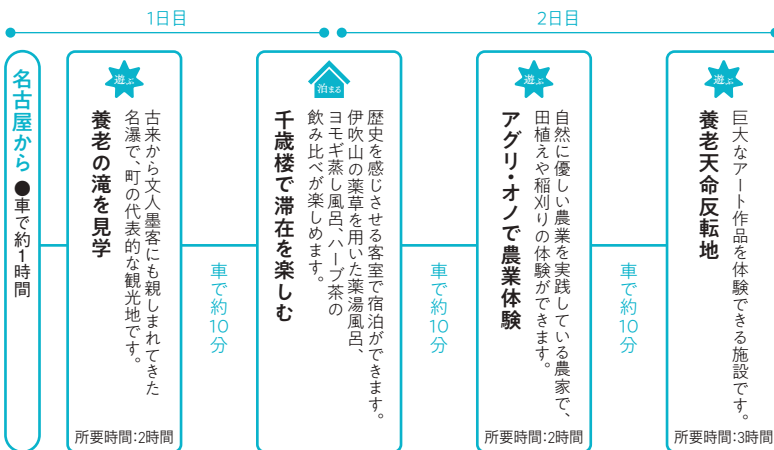 1日目
2日目
名古屋から ●車で約1時間
遊ぶ
養老の滝を見学
古来から文人墨客にも親しまれてきた
名瀑で、町の代表的な観光地です。
所要時間:2時間
車で約10分
泊まる
千歳楼で滞在を楽しむ
歴史を感じさせる客室で宿泊ができます。
伊吹山の薬草を用いた薬湯風呂、
ヨモギ蒸し風呂、ハーブ茶の
飲み比べが楽しめます。
車で約10分
遊ぶ
アグリ・オノで農業体験
自然に優しい農業を実践している農家で、
田植えや稲刈りの体験ができます。
所要時間:2時間
車で約10分
遊ぶ
養老天命反転地
巨大なアート作品を体験できる施設です。
所要時間:3時間